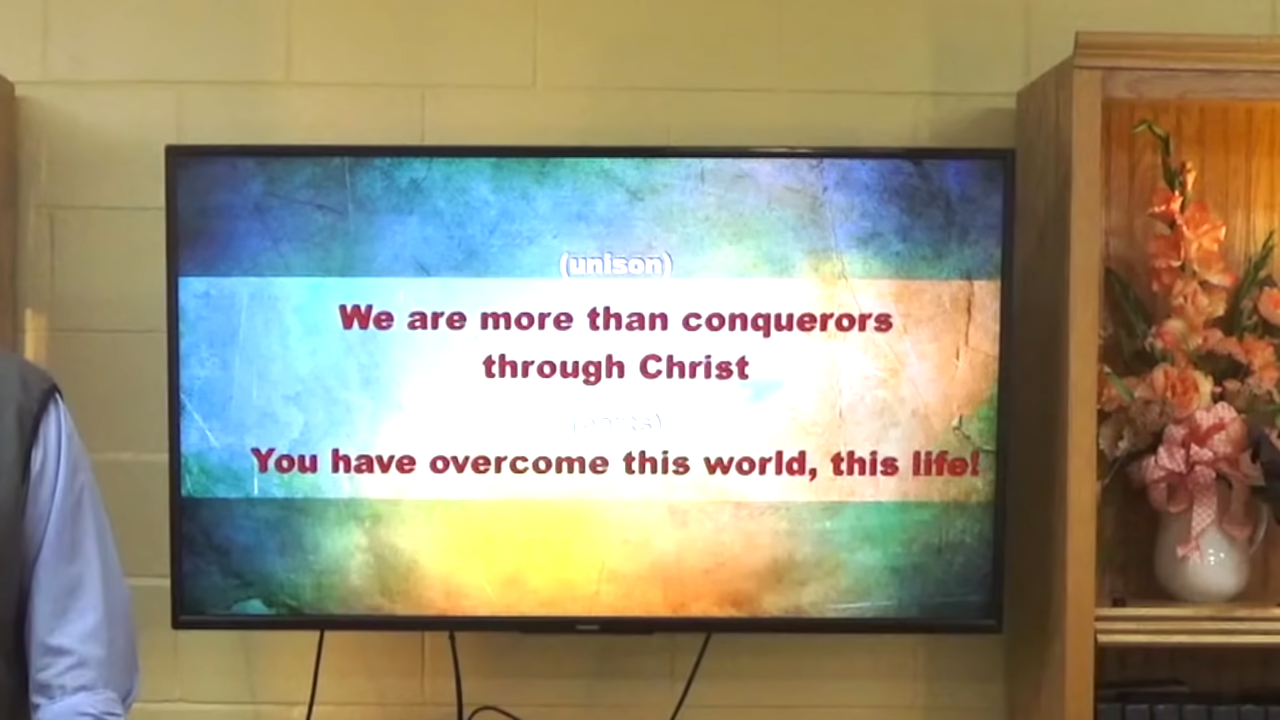 (unison)
We are more than conquerors
through Christ
You have overcome this world, this life!